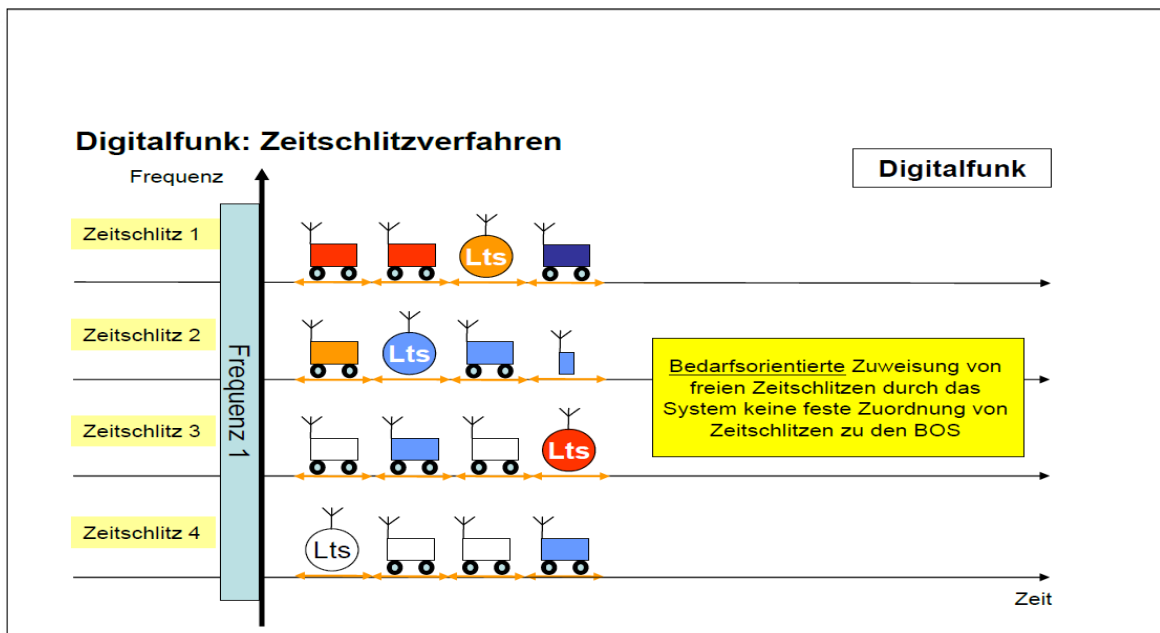 Digitalfunk: Zeitschlitzverfahren
Digitalfunk
Frequenz
Zeitschlitz 1
Lts
Zeitschlitz 2
Lts
Bedarfsorientierte Zuweisung von
freien Zeitschlitzen durch das
System keine feste Zuordnung von
Zeitschlitzen zu den BOS
Frequenz 1
Zeitschlitz 3
Lts
Zeitschlitz 4
Lts
Zeit